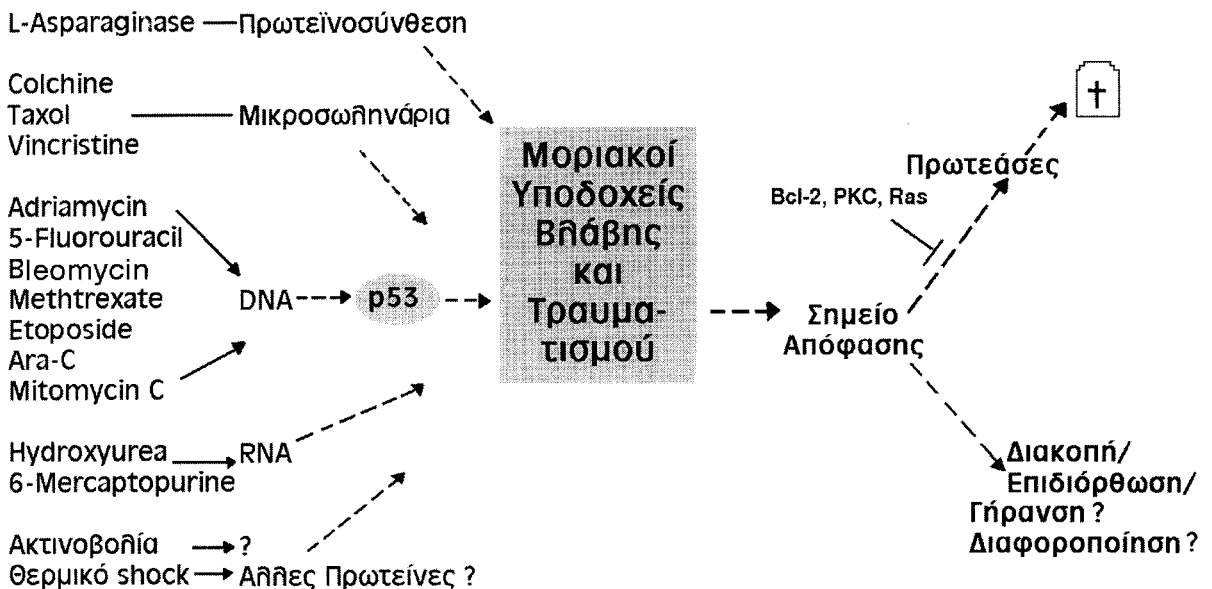 L-Asparaginase
Πρωτεϊνοσύνθεση
Colchine
Taxol
Vincristine
Μικροσωληνάρια
Adriamycin
5-Fluorouracil
Bleomycin
Methtrexate
Etoposide
Ara-C
Mitomycin C
DNA
p53
Hydroxyurea
6-Mercaptopurine
RNA
Ακτινοβολία
?
Θερμικό shock
Αλλες Πρωτείνες ?
Μοριακοί
Υποδοχείς
Βλάβης
και
Τραυμα-
τισμού
Σημείο
Απόφασης
Bcl-2, PKC, Ras
Πρωτεάσες
Διακοπή/
Επιδιόρθωση/
Γήρανση ?
Διαφοροποίηση ?